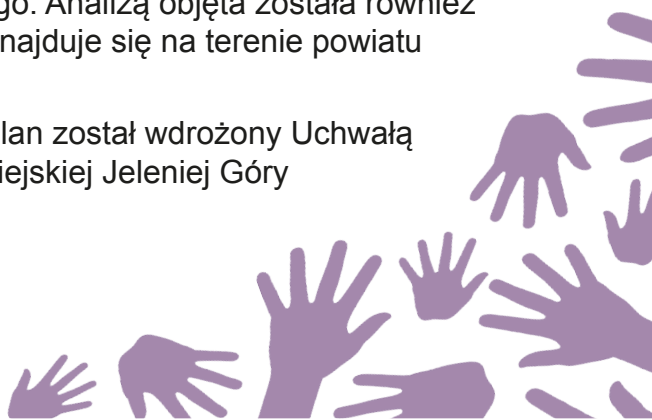 go. Analizą objęta została również
najduje się na terenie powiatu
lan został wdrożony Uchwałą
iejskiej Jeleniej Góry